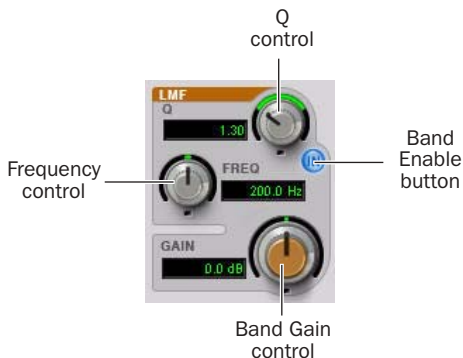 Q
control
LMF
Q
1.30
IN
Band
Enable
button
Frequency
control
FREQ
200.0 Hz
GAIN
0.0 dB
Band Gain
control